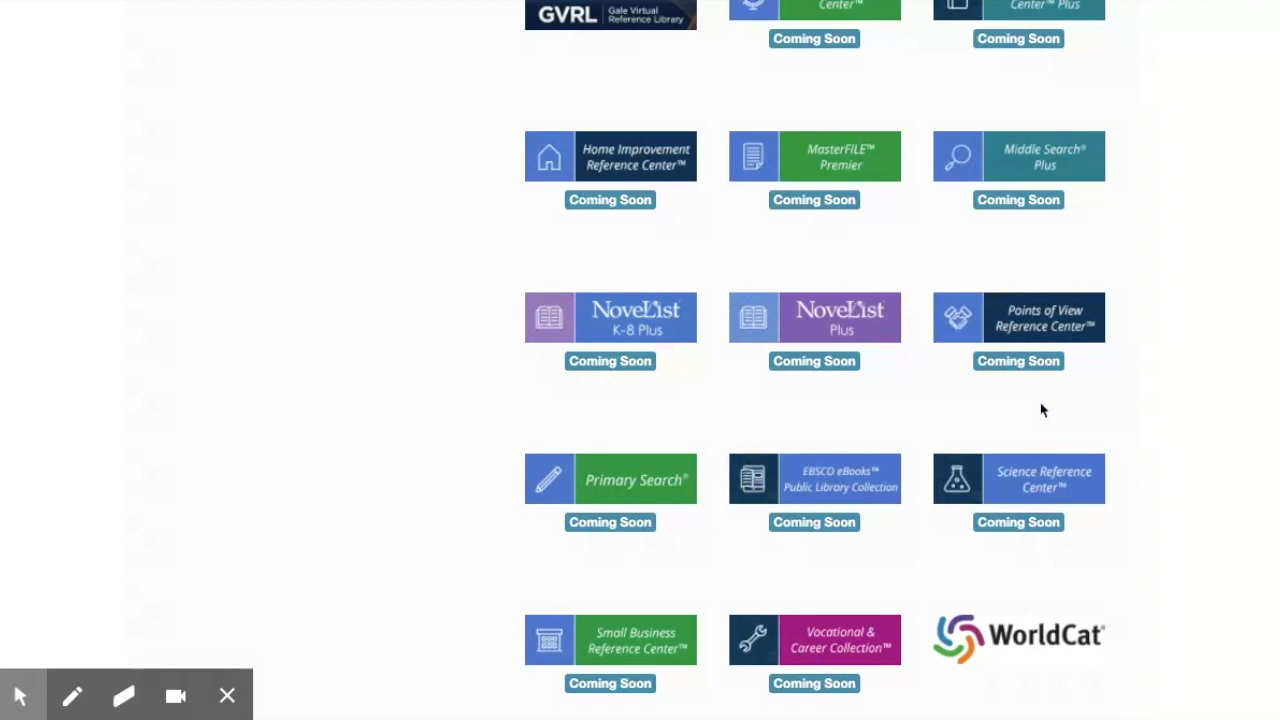 GVRL Gale Virtual
Reference Library
Center™
Center™ Plus
Coming Soon
Coming Soon
Home Improvement
Reference Center™
MasterFILE™
Premier
Middle Search®
Plus
Coming Soon
Coming Soon
Coming Soon
NoveList
K-8 Plus
NoveList
Plus
Points of View
Reference Center™
Coming Soon
Coming Soon
Coming Soon
Primary Search®
EBSCO eBooks™
Public Library Collection
Science Reference
Center™
Coming Soon
Coming Soon
Coming Soon
Small Business
Reference Center™
Vocational &
Career Collection™
WorldCat®
Coming Soon
Coming Soon